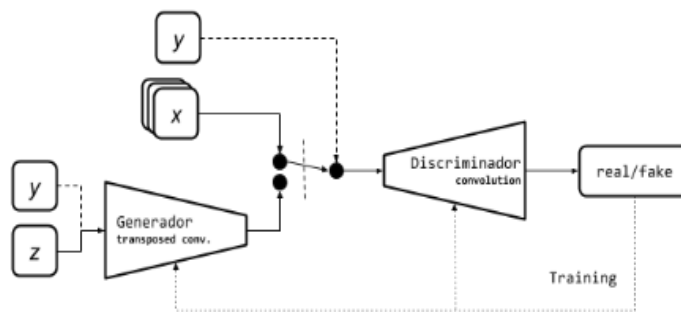 y
x
y
z
Generador
transposed conv.
Discriminador
convolution
real/fake
Training